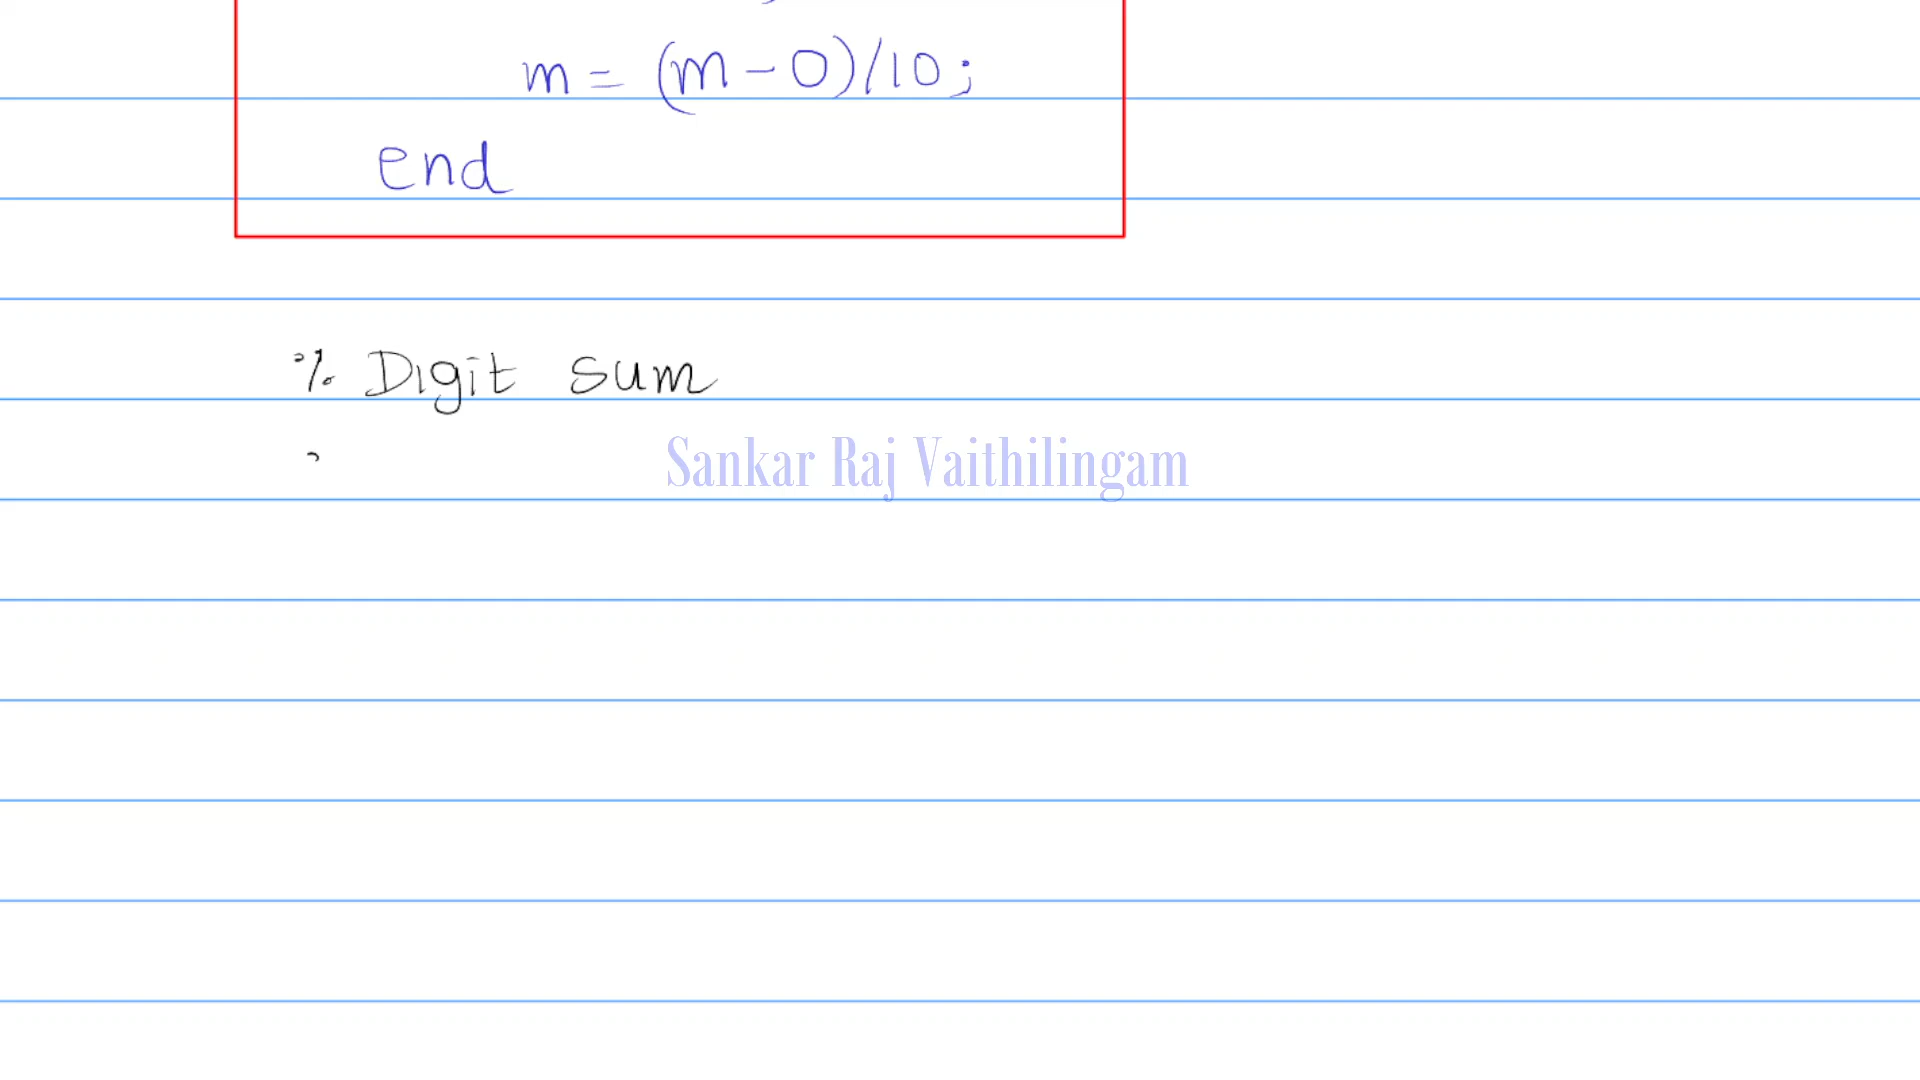 m = (m - 0)/10;
end
% Digit sum
Sankar Raj Vaithilingam